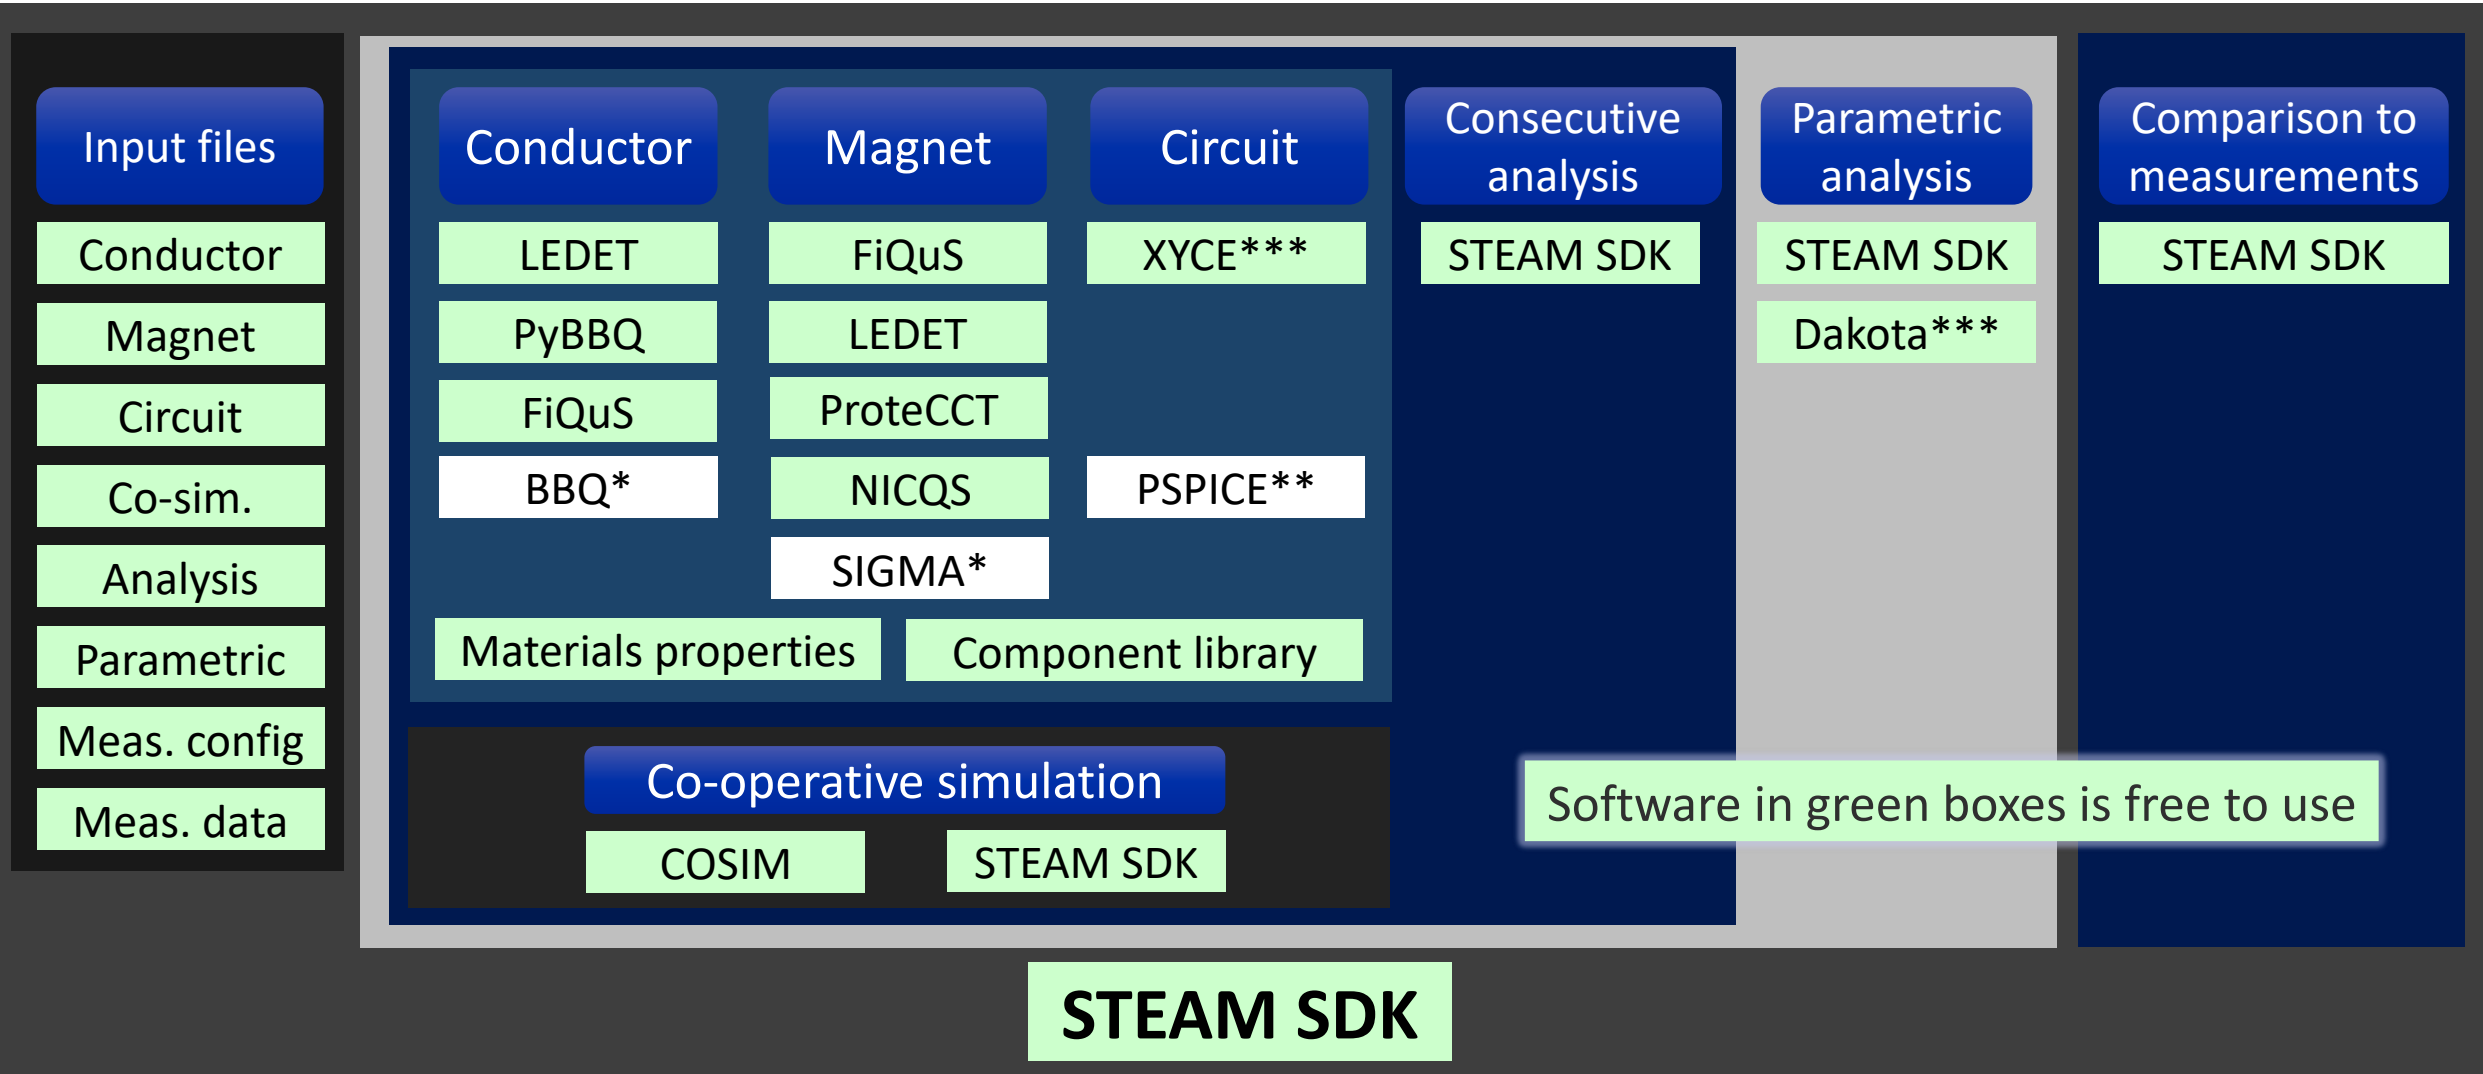 Input files
Conductor
Magnet
Circuit
Co-sim.
Analysis
Parametric
Meas. config
Meas. data
Conductor
LEDET
PyBBQ
FiQuS
BBQ*
Magnet
FiQuS
LEDET
ProteCCT
NICQS
SIGMA*
Circuit
XYCE***
PSPICE**
Materials properties
Component library
Co-operative simulation
COSIM
STEAM SDK
Consecutive
analysis
STEAM SDK
Parametric
analysis
STEAM SDK
Dakota***
Comparison to
measurements
STEAM SDK
Software in green boxes is free to use
STEAM SDK